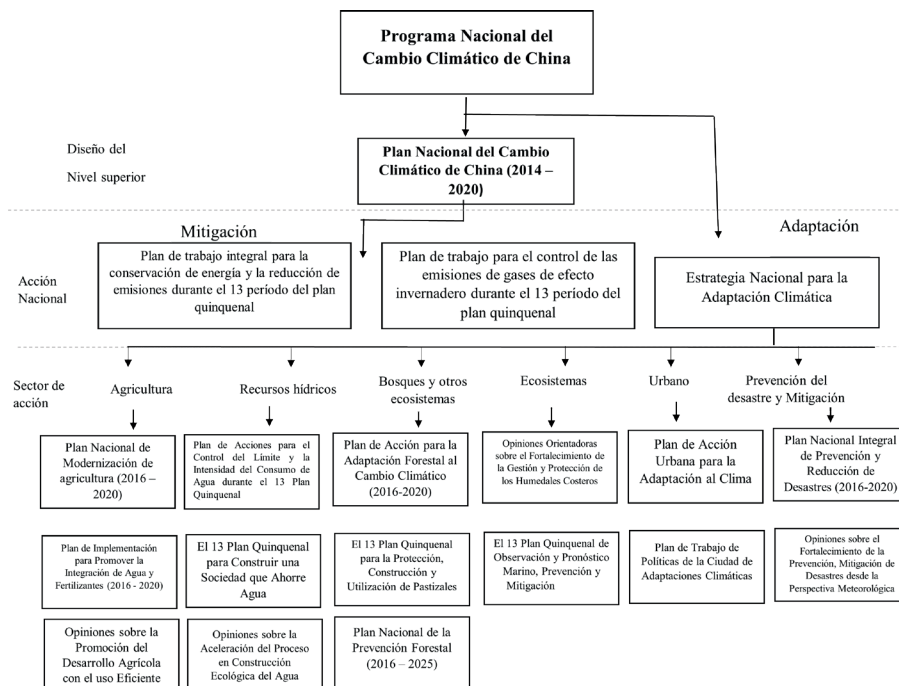 Programa Nacional del
Cambio Climático de China
Diseño del
Nivel superior
Plan Nacional del Cambio
Climático de China (2014 –
2020)
Mitigación
Adaptación
Acción
Nacional
Plan de trabajo integral para la
conservación de energía y la reducción de
emisiones durante el 13 período del plan
quinquenal
Plan de trabajo para el control de las
emisiones de gases de efecto
invernadero durante el 13 período del
plan quinquenal
Estrategia Nacional para la
Adaptación Climática
Sector de
acción
Agricultura
Recursos hídricos
Bosques y otros
ecosistemas
Ecosistemas
Urbano
Prevención del
desastre y Mitigación
Plan Nacional de
Modernización de
agricultura (2016 –
2020)
Plan de Acciones para el
Control del Límite y la
Intensidad del Consumo de
Agua durante el 13 Plan
Quinquenal
Plan de Acción para la
Adaptación Forestal al
Cambio Climático
(2016-2020)
Opiniones Orientadoras
sobre el Fortalecimiento de
la Gestión y Protección de
los Humedales Costeros
Plan de Acción
Urbana para la
Adaptación al Clima
Plan Nacional Integral
de Prevención y
Reducción de
Desastres (2016-2020)
Plan de Implementación
para Promover la
Integración de Agua y
Fertilizantes (2016 - 2020)
El 13 Plan Quinquenal
para Construir una
Sociedad que Ahorre
Agua
El 13 Plan Quinquenal
para la Protección,
Construcción y
Utilización de Pastizales
El 13 Plan Quinquenal de
Observación y Pronóstico
Marino, Prevención y
Mitigación
Plan de Trabajo de
Políticas de la Ciudad de
Adaptaciones Climáticas
Opiniones sobre el
Fortalecimiento de la
Prevención, Mitigación de
Desastres desde la
Perspectiva Meteorológica
Opiniones sobre la
Promoción del
Desarrollo Agrícola
con el uso Eficiente
Opiniones sobre la
Aceleración del Proceso
en Construcción
Ecológica del Agua
Plan Nacional de la
Prevención Forestal
(2016 – 2025)